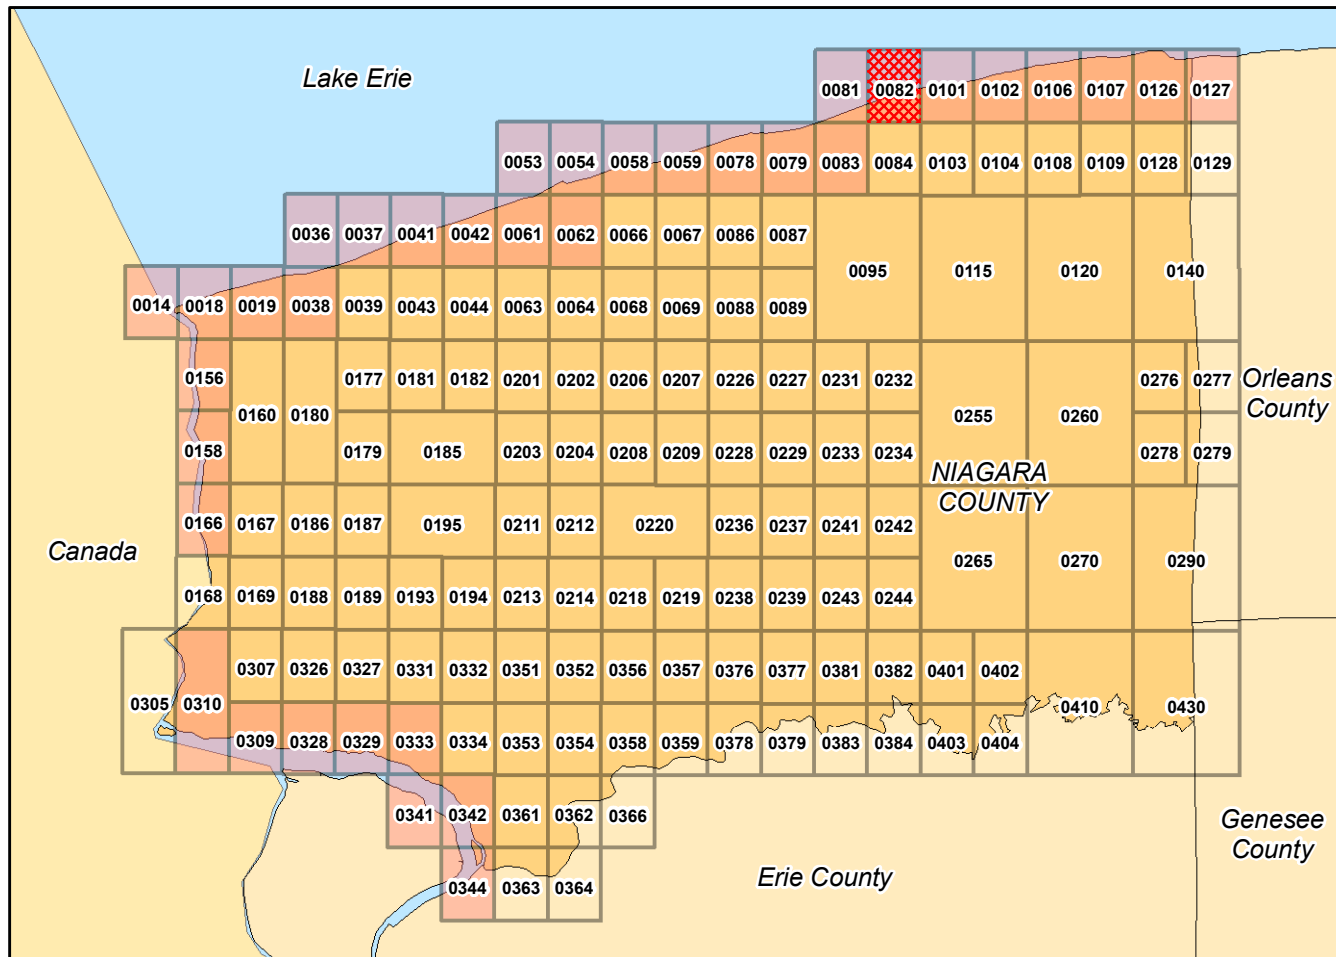 Lake Erie
0081 0082 0101 0102 0106 0107 0126 0127
0053 0054 0058 0059 0078 0079 0083 0084 0103 0104 0108 0109 0128 0129
0036 0037 0041 0042 0061 0062 0066 0067 0086 0087
0095 0115 0120 0140
0014 0018 0019 0038 0039 0043 0044 0063 0064 0068 0069 0088 0089
0156 0177 0181 0182 0201 0202 0206 0207 0226 0227 0231 0232 0276 0277
Orleans
County
0160 0180 0255 0260
0158 0179 0185 0203 0204 0208 0209 0228 0229 0233 0234 0278 0279
NIAGARA
COUNTY
0166 0167 0186 0187 0195 0211 0212 0220 0236 0237 0241 0242
Canada
0265 0270 0290
0168 0169 0188 0189 0193 0194 0213 0214 0218 0219 0238 0239 0243 0244
0307 0326 0327 0331 0332 0351 0352 0356 0357 0376 0377 0381 0382 0401 0402
0305 0310 0410 0430
0309 0328 0329 0333 0334 0353 0354 0358 0359 0378 0379 0383 0384 0403 0404
0341 0342 0361 0362 0366
Genesee
County
Erie County
0344 0363 0364